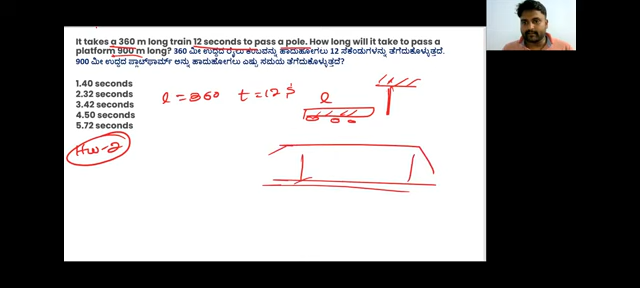 It takes a 360 m long train 12 seconds to pass a pole. How long will it take to pass a
platform 900 m long? 360 ಮೀ ಉದ್ದದ ರೈಲು ಕಂಬವನ್ನು ಹಾದುಹೋಗಲು 12 ಸೆಕೆಂಡುಗಳನ್ನು ತೆಗೆದುಕೊಳ್ಳುತ್ತದೆ.
900 ಮೀ ಉದ್ದದ ಪ್ಲಾಟ್‌ಫಾರ್ಮ್ ಅನ್ನು ಹಾದುಹೋಗಲು ಎಷ್ಟು ಸಮಯ ತೆಗೆದುಕೊಳ್ಳುತ್ತದೆ?
1.40 seconds
2.32 seconds
3.42 seconds
4.50 seconds
5.72 seconds
l = 360 t = 12 s
l
HW-2